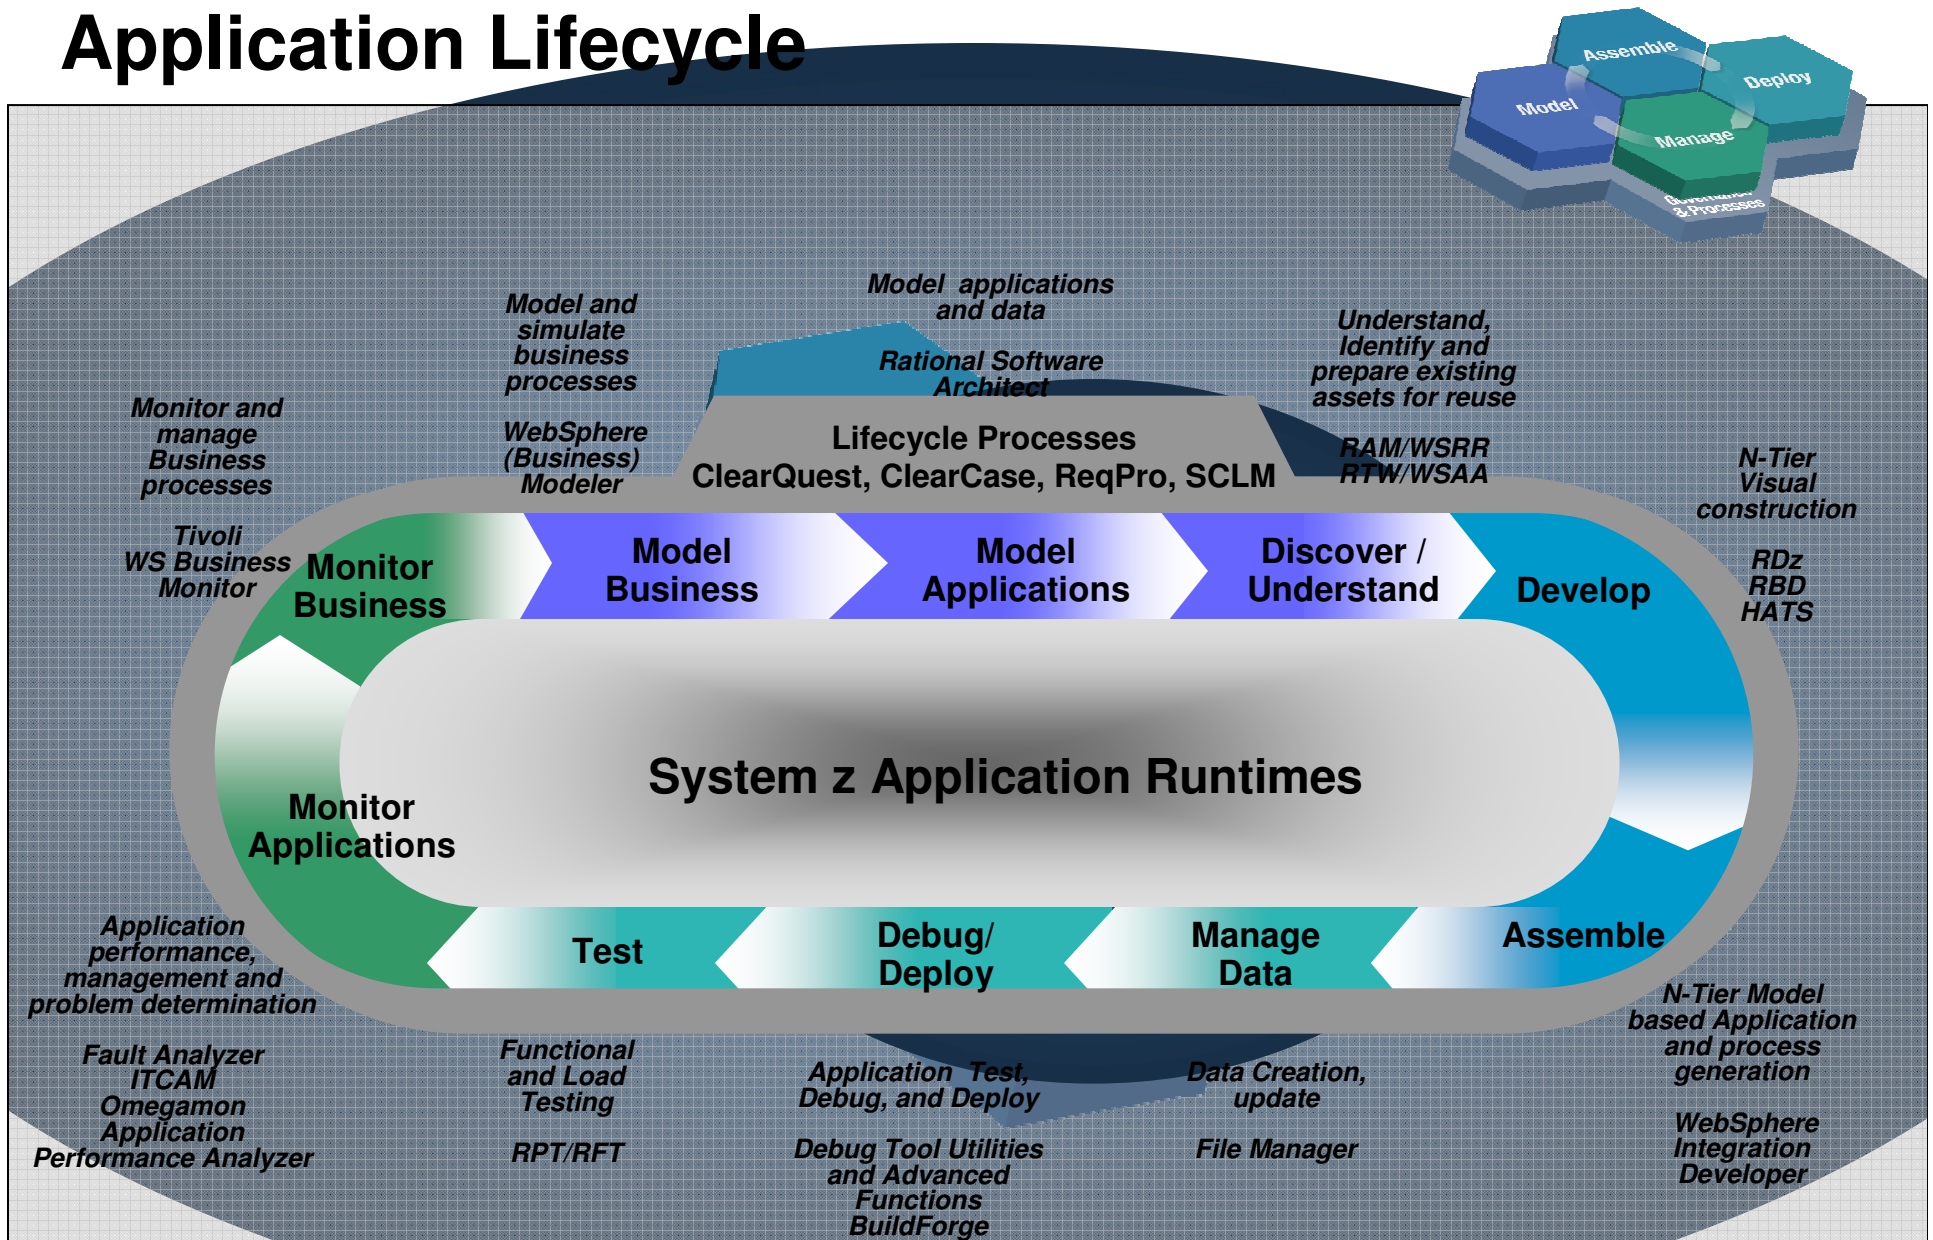 Application Lifecycle
Assemble
Deploy
Model
Manage
Governance
& Processes
Model and
simulate
business
processes
WebSphere
(Business)
Modeler
Model applications
and data
Rational Software
Architect
Understand,
Identify and
prepare existing
assets for reuse
RAM/WSRR
RTW/WSAA
Monitor and
manage
Business
processes
Tivoli
WS Business
Monitor
N-Tier
Visual
construction
RDz
RBD
HATS
Lifecycle Processes
ClearQuest, ClearCase, ReqPro, SCLM
Monitor
Business
Model
Business
Model
Applications
Discover /
Understand
Develop
System z Application Runtimes
Monitor
Applications
Test
Debug/
Deploy
Manage
Data
Assemble
Application
performance,
management and
problem determination
Fault Analyzer
ITCAM
Omegamon
Application
Performance Analyzer
Functional
and Load
Testing
RPT/RFT
Application Test,
Debug, and Deploy
Debug Tool Utilities
and Advanced
Functions
BuildForge
Data Creation,
update
File Manager
N-Tier Model
based Application
and process
generation
WebSphere
Integration
Developer